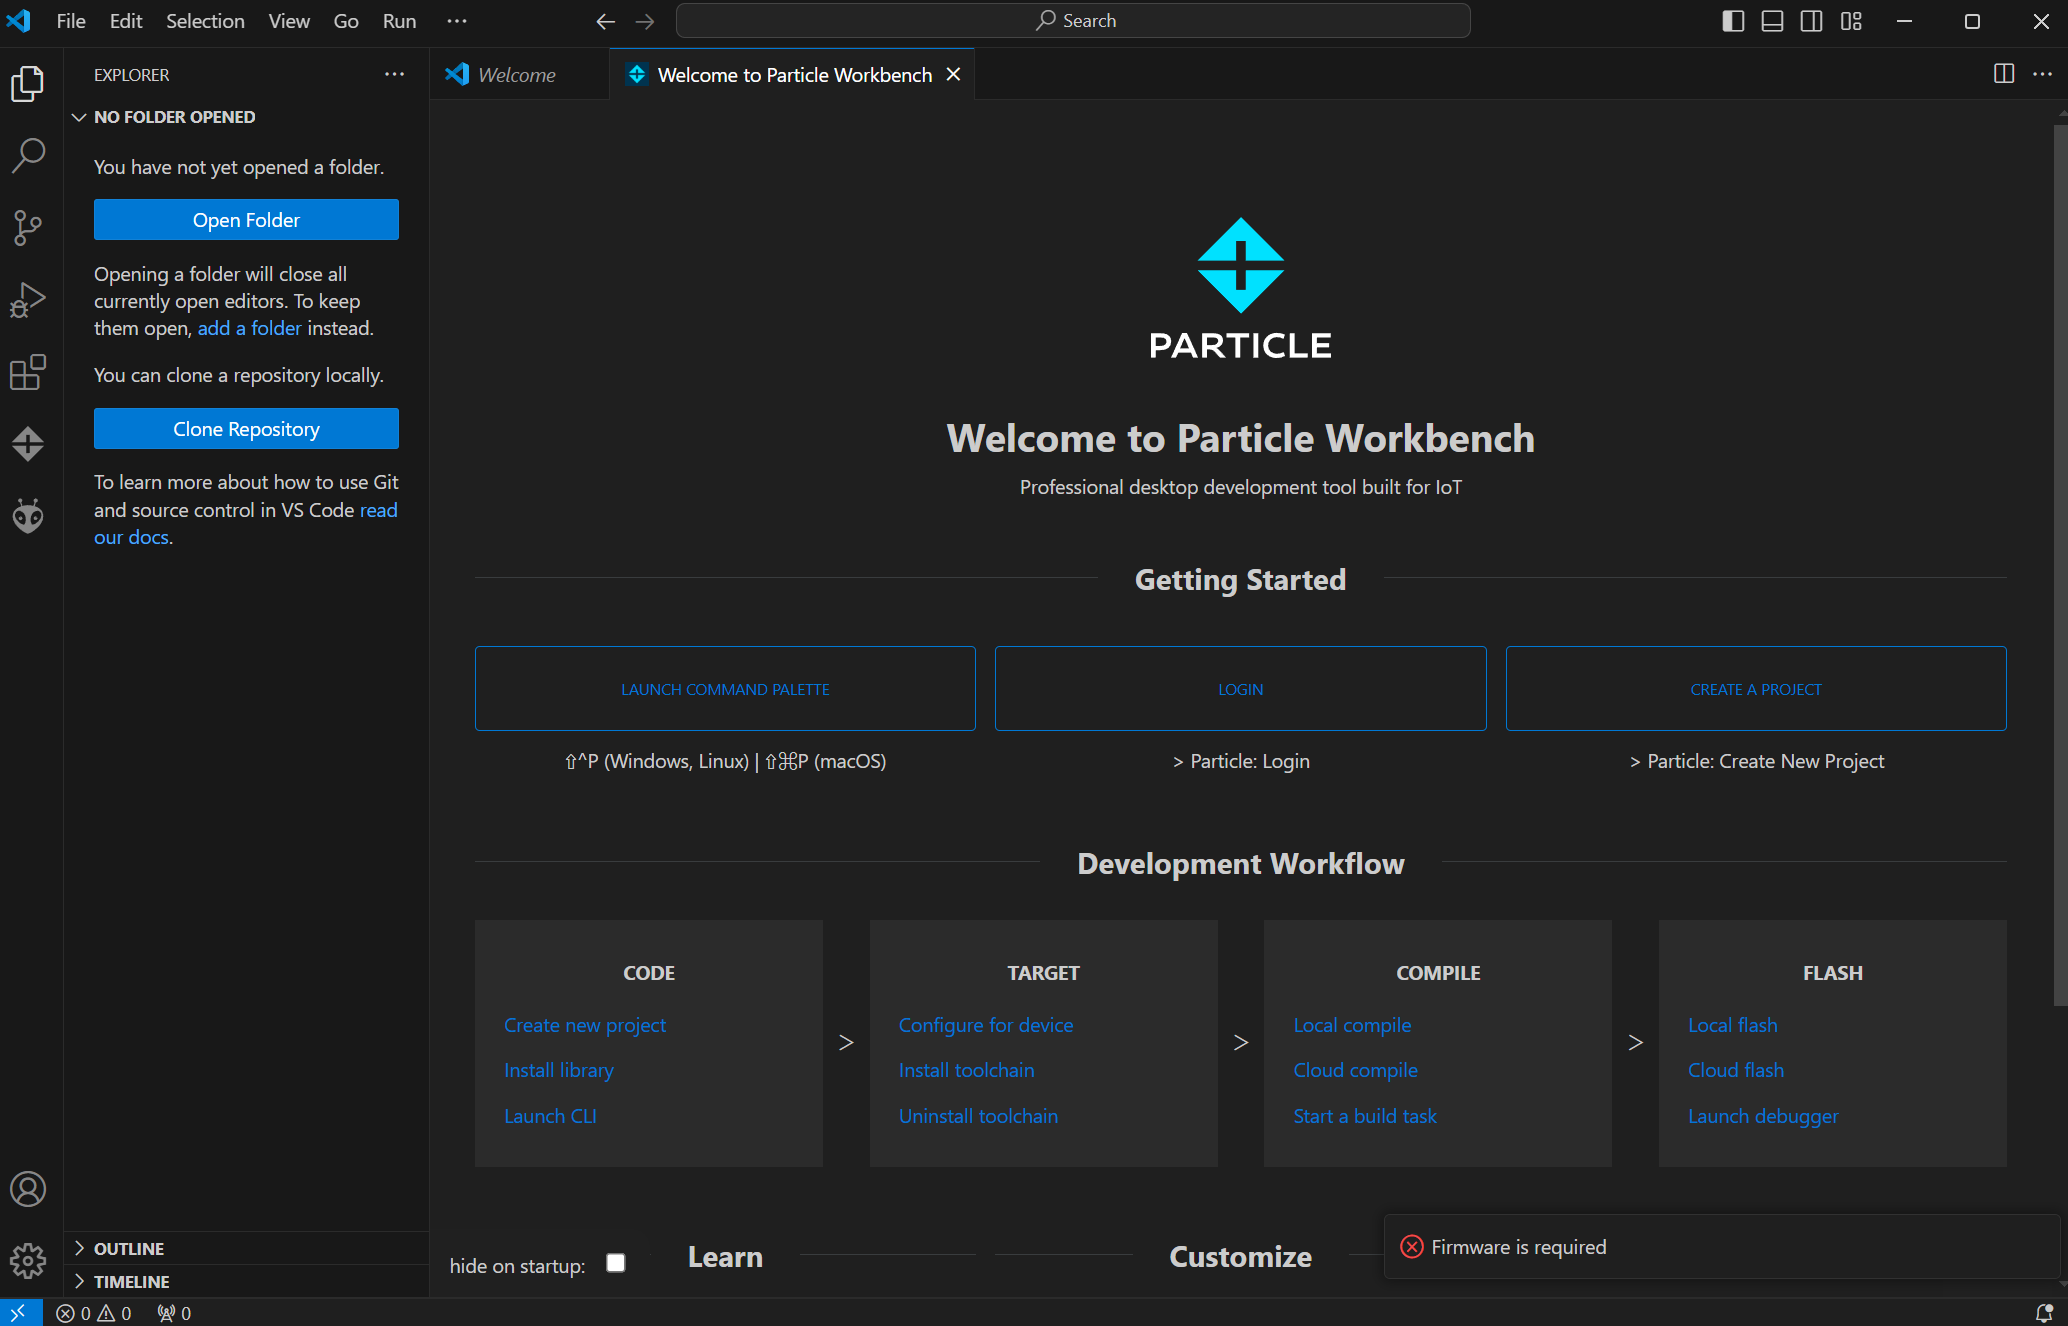 File Edit Selection View Go Run ···
Search
EXPLORER
NO FOLDER OPENED
You have not yet opened a folder.
Open Folder
Opening a folder will close all
currently open editors. To keep
them open, add a folder instead.
You can clone a repository locally.
Clone Repository
To learn more about how to use Git
and source control in VS Code read
our docs.
OUTLINE
TIMELINE
Welcome
Welcome to Particle Workbench
PARTICLE
Welcome to Particle Workbench
Professional desktop development tool built for IoT
Getting Started
LAUNCH COMMAND PALETTE
⇧^P (Windows, Linux) | ⇧⌘P (macOS)
LOGIN
> Particle: Login
CREATE A PROJECT
> Particle: Create New Project
Development Workflow
CODE
Create new project
Install library
Launch CLI
>
TARGET
Configure for device
Install toolchain
Uninstall toolchain
>
COMPILE
Local compile
Cloud compile
Start a build task
>
FLASH
Local flash
Cloud flash
Launch debugger
hide on startup:
Learn
Customize
Firmware is required
0 0 0